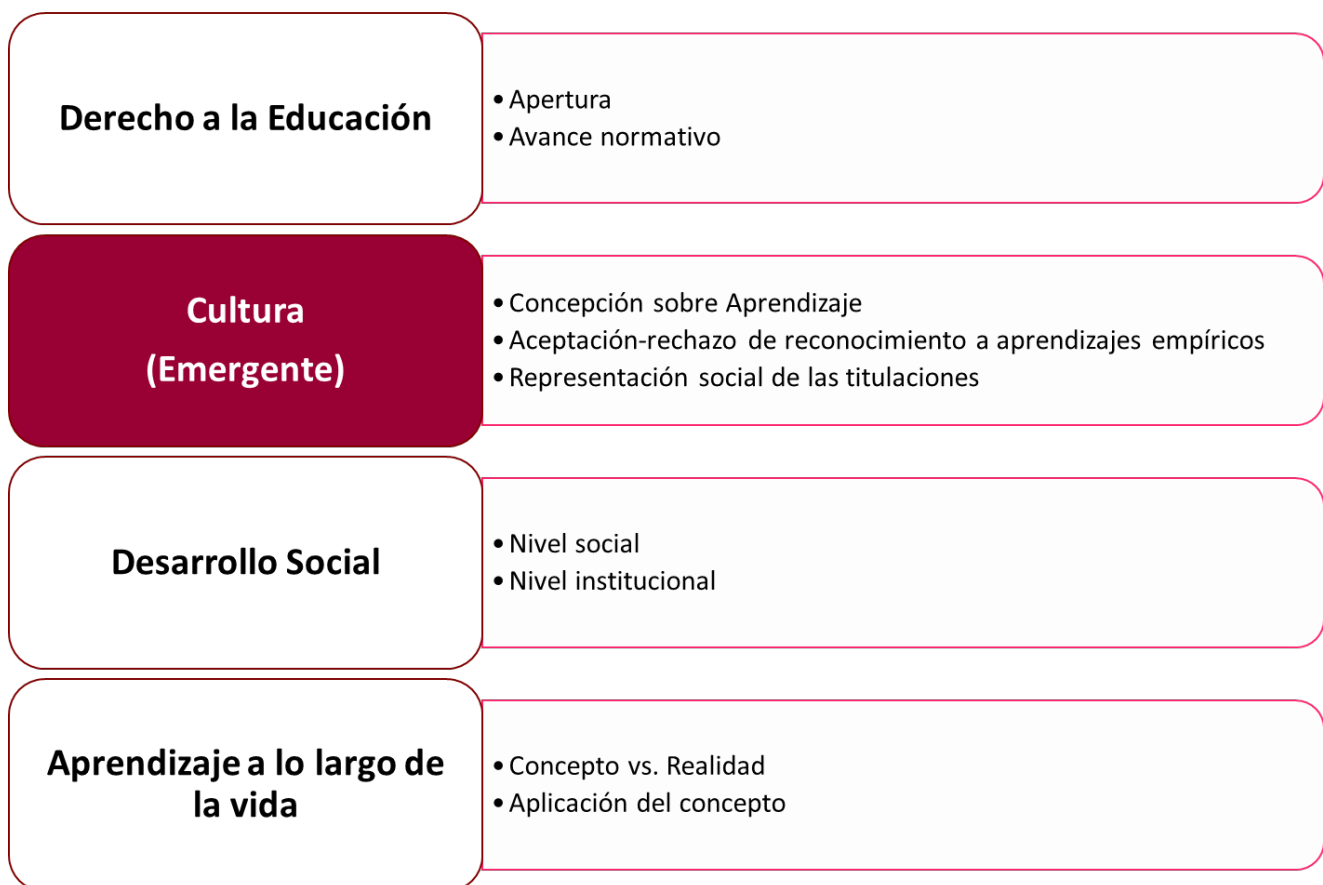 Derecho a la Educación
• Apertura
• Avance normativo
Cultura
(Emergente)
• Concepción sobre Aprendizaje
• Aceptación-rechazo de reconocimiento a aprendizajes empíricos
• Representación social de las titulaciones
Desarrollo Social
• Nivel social
• Nivel institucional
Aprendizaje a lo largo de
la vida
• Concepto vs. Realidad
• Aplicación del concepto